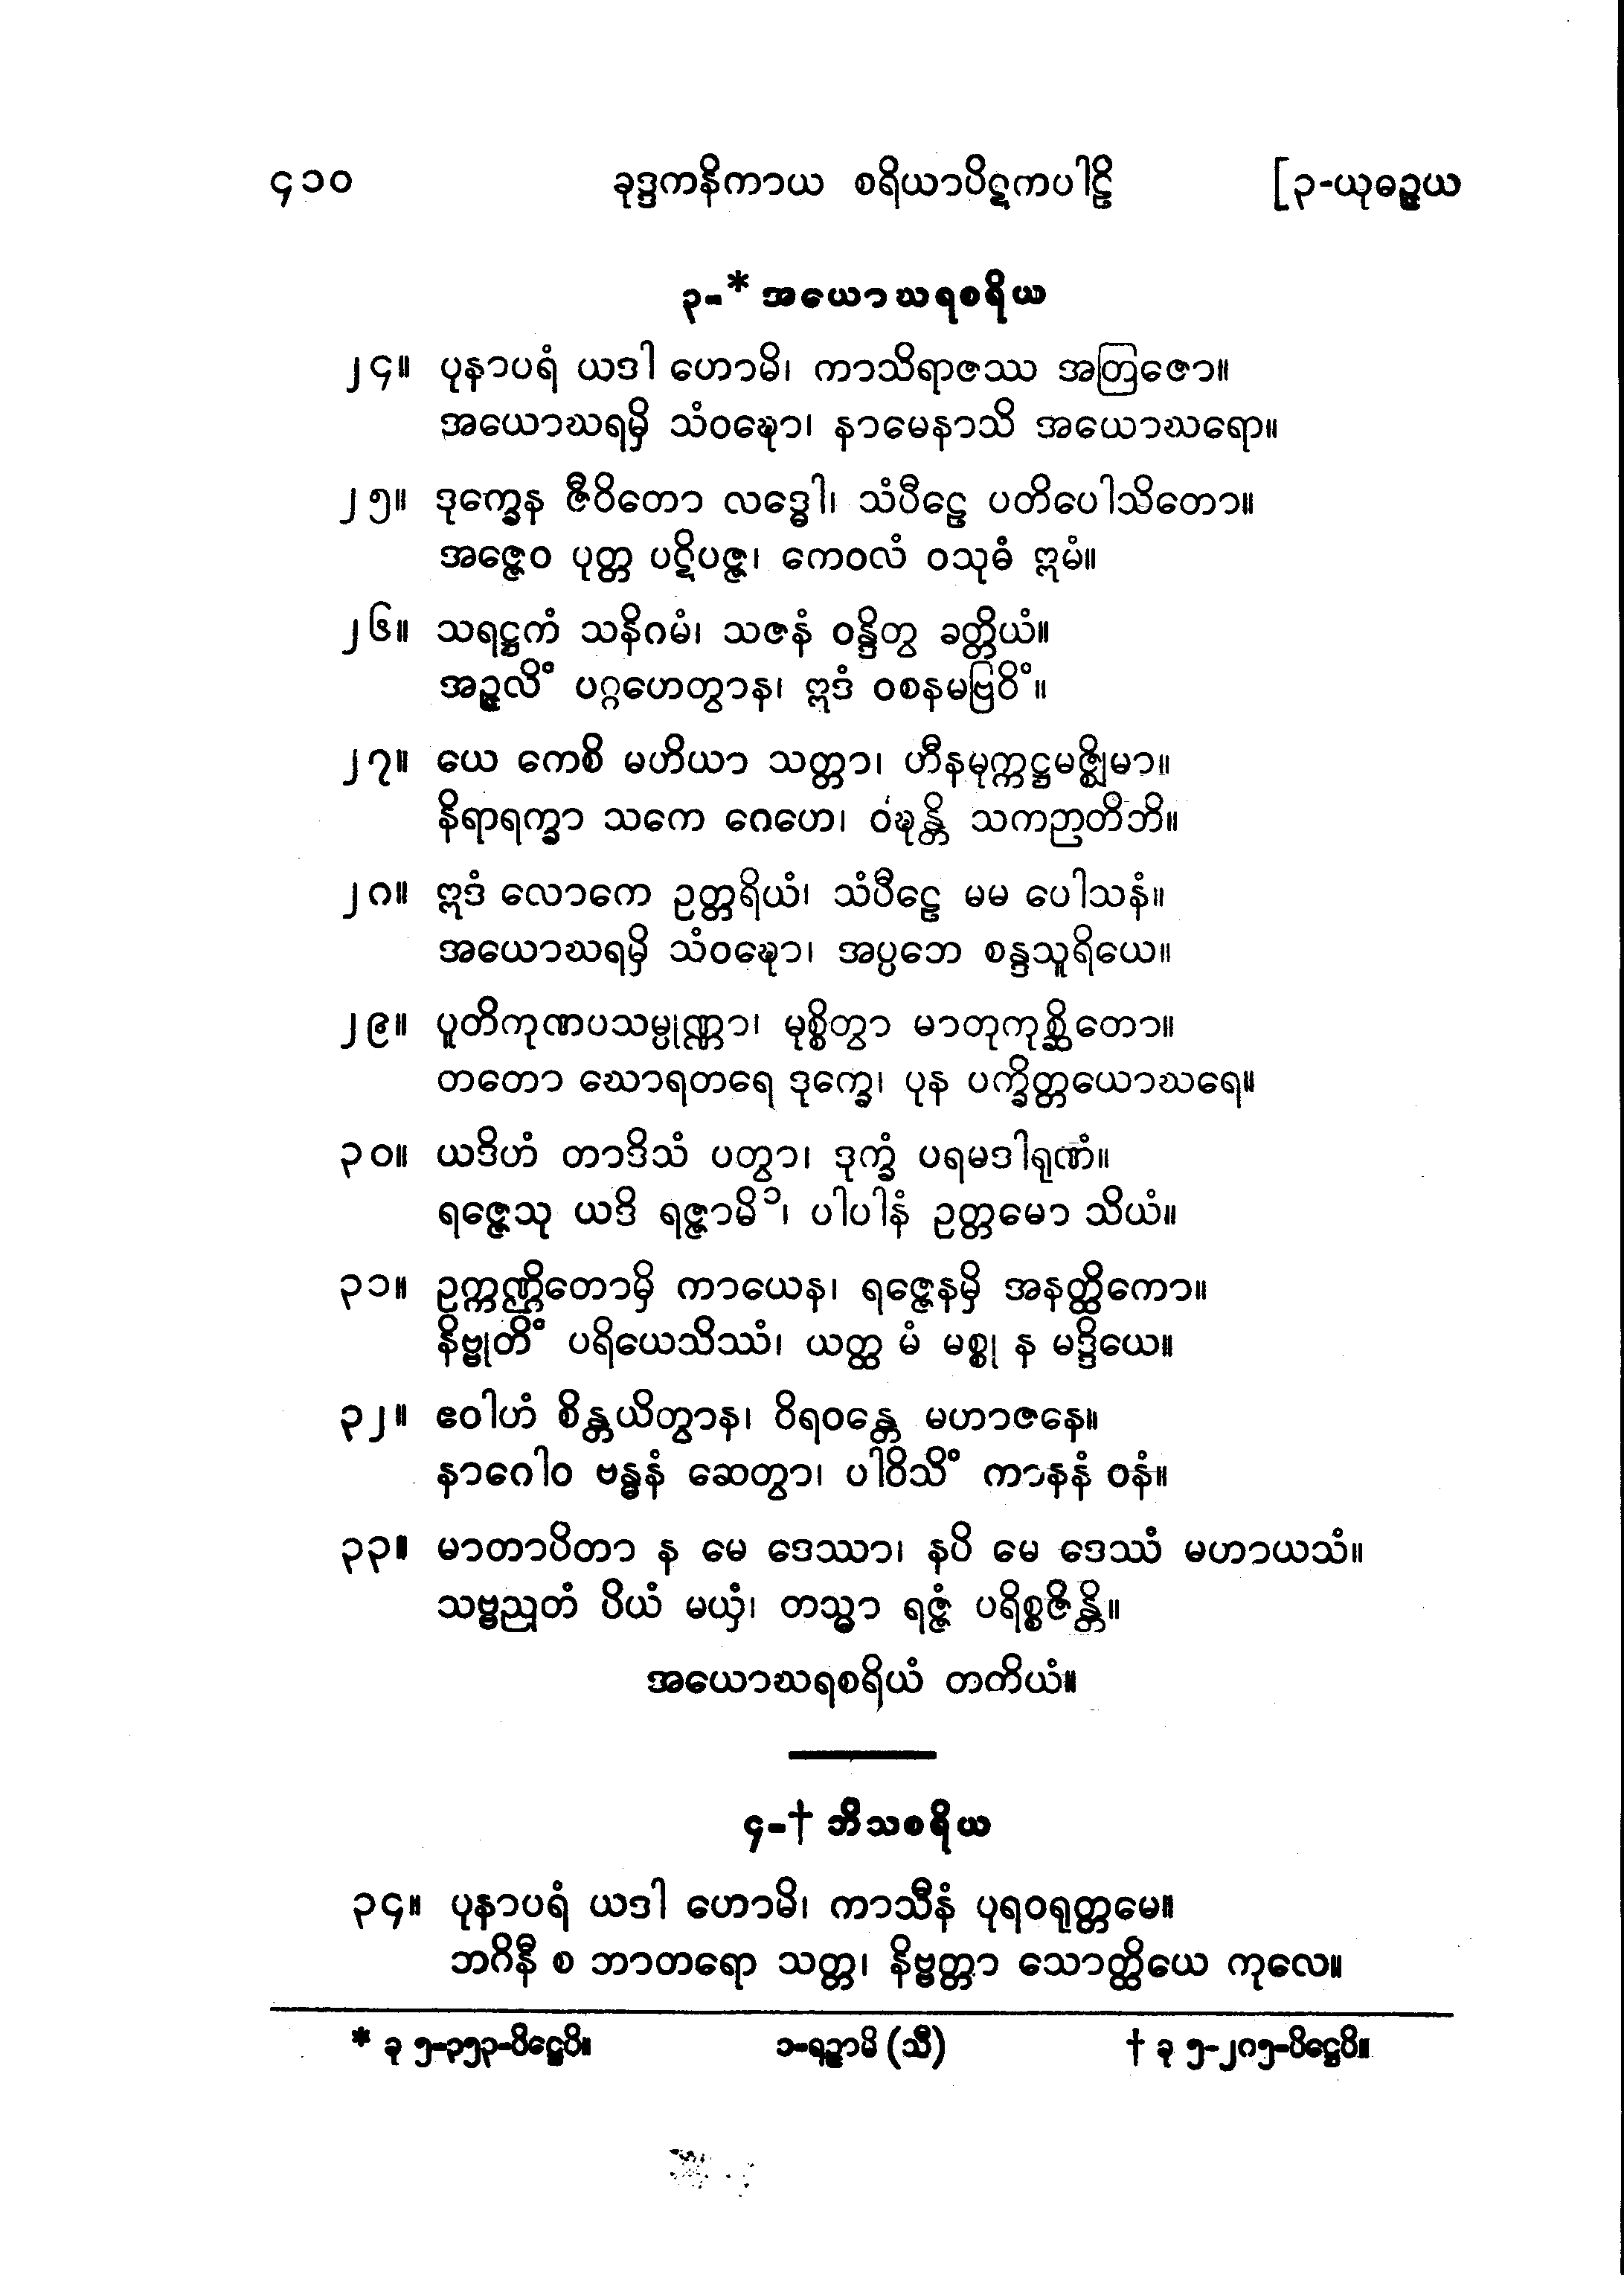 ၄၁၀ ခုဒ္ဒကနိကာယ စရိယာပိဋကပါဠိ [၃-ယုဓဉ္ဇယ
၃-* အယောဃရစရိယ
၂၄။ ပုနာပရံ ယဒါ ဟောမိ၊ ကာသိရာဇဿ အတြဇော။
အယောဃရမှိ သံဝဍ္ဎော၊ နာမေနာသိ အယောဃရော။
၂၅။ ဒုက္ခေန ဇီဝိတော လဒ္ဓေါ၊ သံပီဠေ ပတိပေါသိတော။
အဇ္ဇေဝ ပုတ္တ ပဋိပဇ္ဇ၊ ကေဝလံ ဝသုဓံ ဣမံ။
၂၆။ သရဋ္ဌကံ သနိဂမံ၊ သဇနံ ဝန္ဒိတွ ခတ္တိယံ။
အဉ္ဇလိံ ပဂ္ဂဟေတွာန၊ ဣဒံ ဝစနမဗြဝိံ။
၂၇။ ယေ ကေစိ မဟိယာ သတ္တာ၊ ဟီနမုက္ကဋ္ဌမဇ္ဈိမာ။
နိရာရက္ခာ သကေ ဂေဟေ၊ ဝဍ္ဎန္တိ သကဉာတိဘိ။
၂၈။ ဣဒံ လောကေ ဥတ္တရိယံ၊ သံပီဠေ မမ ပေါသနံ။
အယောဃရမှိ သံဝဍ္ဎော၊ အပ္ပဘေ စန္ဒသူရိယေ။
၂၉။ ပူတိကုဏပသမ္ပုဏ္ဏာ၊ မုစ္စိတွာ မာတုကုစ္ဆိတော။
တတော ဃောရတရေ ဒုက္ခေ၊ ပုန ပက္ခိတ္တယောဃရေ။
၃၀။ ယဒိဟံ တာဒိသံ ပတွာ၊ ဒုက္ခံ ပရမဒါရုဏံ။
ရဇ္ဇေသု ယဒိ ရဇ္ဇာမိ၁၊ ပါပါနံ ဥတ္တမော သိယံ။
၃၁။ ဥက္ကဏ္ဌိတောမှိ ကာယေန၊ ရဇ္ဇေနမှိ အနတ္ထိကော။
နိဗ္ဗုတိံ ပရိယေသိဿံ၊ ယတ္ထ မံ မစ္စု န မဒ္ဒိယေ။
၃၂။ ဧဝါဟံ စိန္တယိတွာန၊ ဝိရဝန္တေ မဟာဇနေ။
နာဂေါဝ ဗန္ဓနံ ဆေတွာ၊ ပါဝိသိံ ကာနနံ ဝနံ။
၃၃။ မာတာပိတာ န မေ ဒေဿာ၊ နပိ မေ ဒေဿံ မဟာယသံ။
သဗ္ဗညုတံ ပိယံ မယှံ၊ တသ္မာ ရဇ္ဇံ ပရိစ္စဇိန္တိ။
အယောဃရစရိယံ တတိယံ။
၄-† ဘိသစရိယ
၃၄။ ပုနာပရံ ယဒါ ဟောမိ၊ ကာသီနံ ပုရဝရုတ္တမေ။
ဘဂိနီ စ ဘာတရော သတ္တ၊ နိဗ္ဗတ္တာ သောတ္ထိယေ ကုလေ။
* ခု ၅-၃၅၃-ပိဋ္ဌေပိ။ ၁-ရဉ္ဇာမိ (သီ) † ခု ၅-၂၈၅-ပိဋ္ဌေပိ။